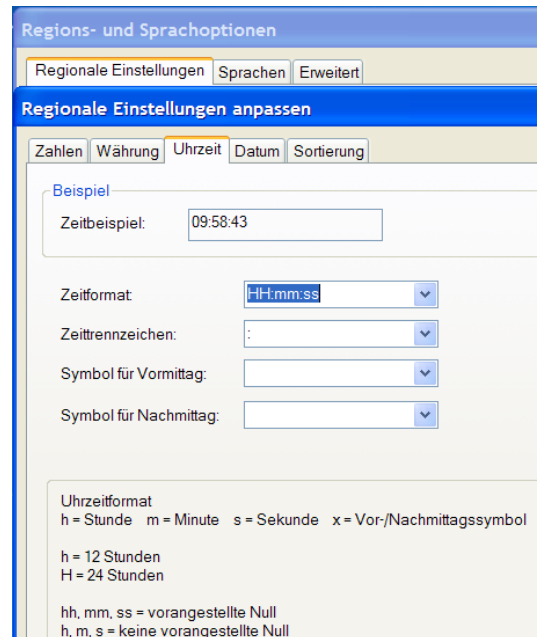 Regions- und Sprachoptionen
Regionale Einstellungen Sprachen Erweitert
Regionale Einstellungen anpassen
Zahlen Währung Uhrzeit Datum Sortierung
Beispiel
Zeitbeispiel: 09:58:43
Zeitformat: HH:mm:ss
Zeittrennzeichen: :
Symbol für Vormittag:
Symbol für Nachmittag:
Uhrzeitformat
h = Stunde m = Minute s = Sekunde x = Vor-/Nachmittagssymbol
h = 12 Stunden
H = 24 Stunden
hh, mm, ss = vorangestellte Null
h, m, s = keine vorangestellte Null